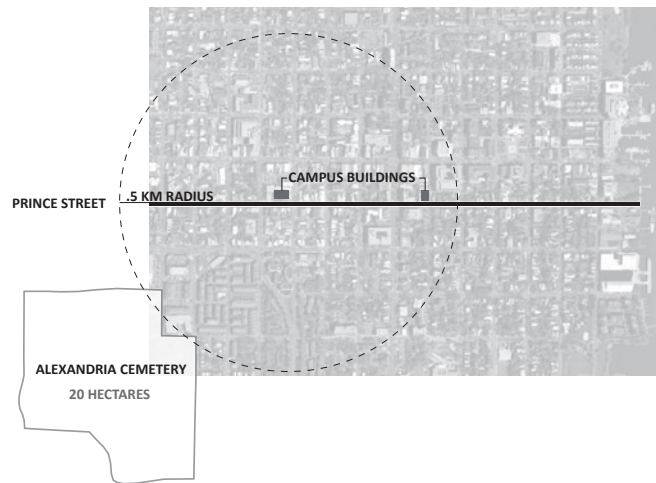 CAMPUS BUILDINGS
.5 KM RADIUS
PRINCE STREET
ALEXANDRIA CEMETERY
20 HECTARES